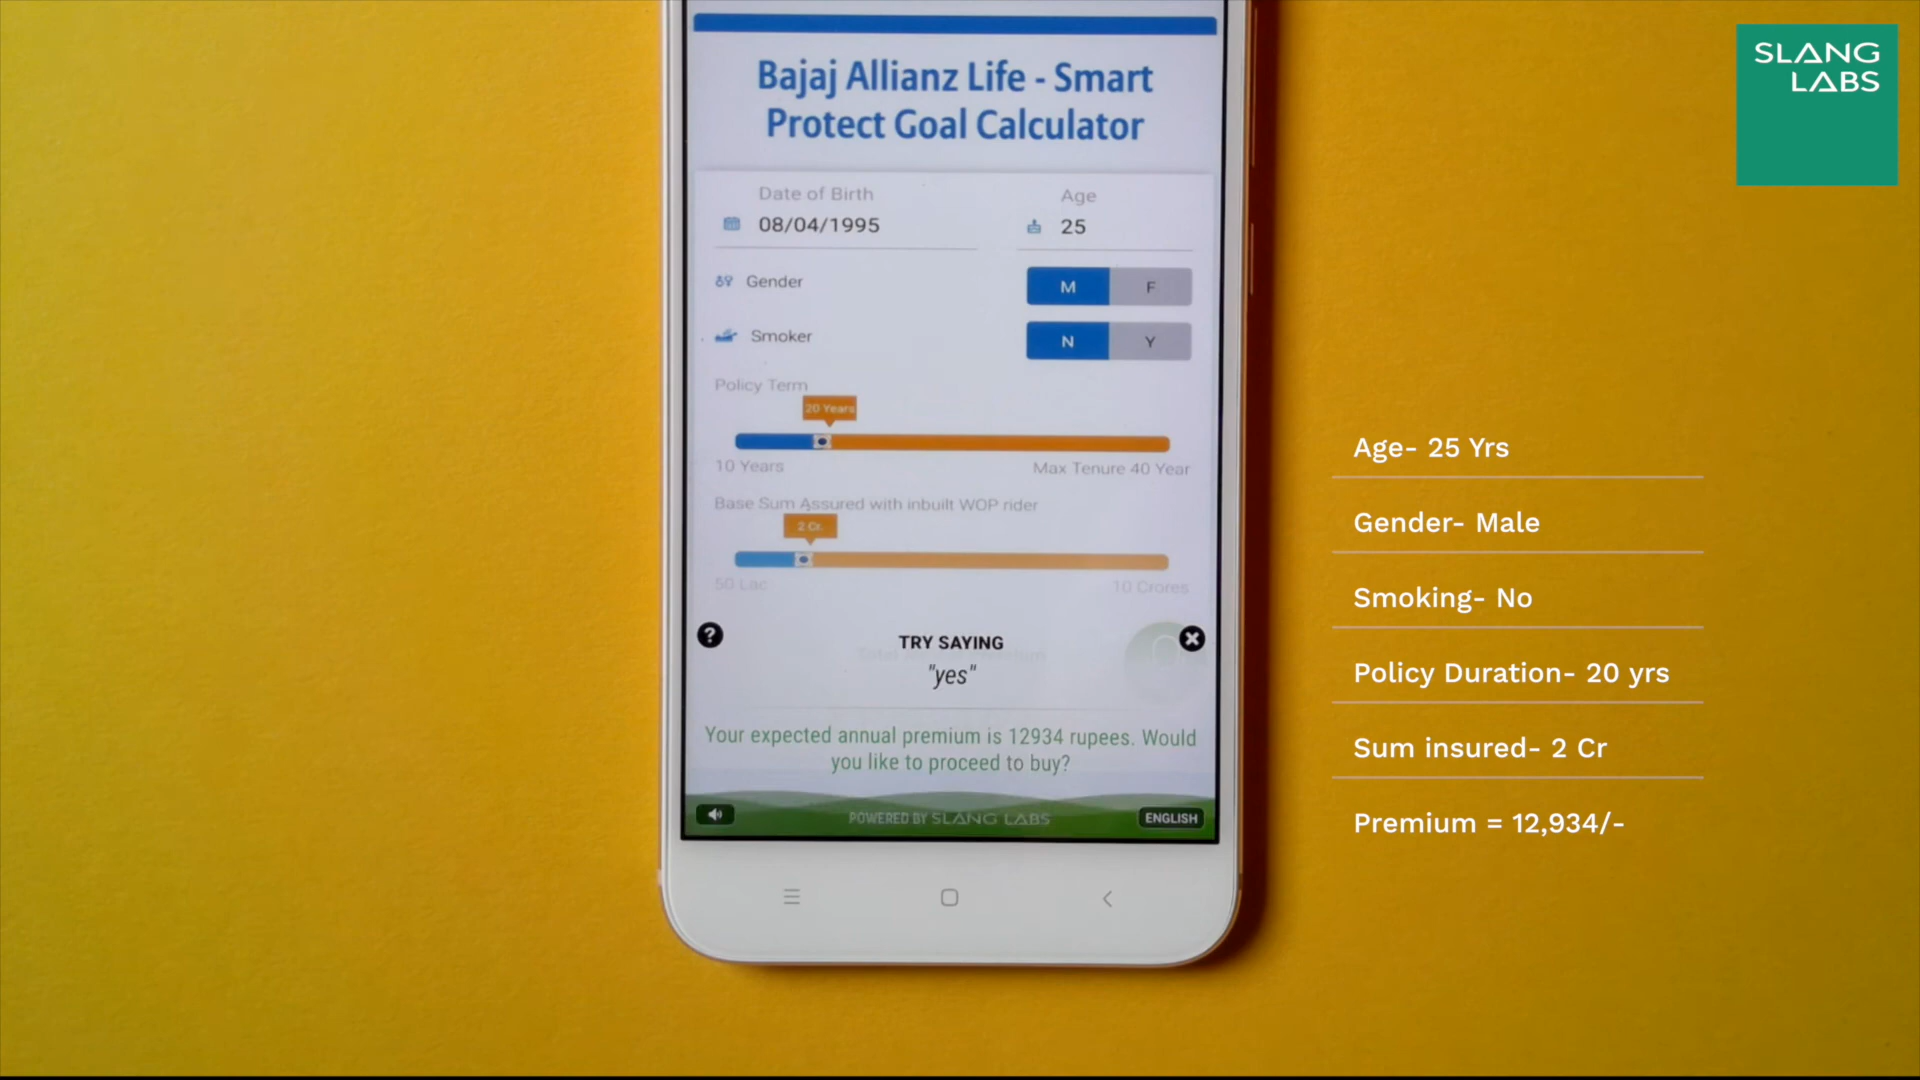 Bajaj Allianz Life - Smart
Protect Goal Calculator
Date of Birth
Age
08/04/1995
25
Gender
M
F
Smoker
N
Y
Policy Term
20 Years
10 Years
Max Tenure 40 Year
Base Sum Assured with inbuilt WOP rider
2 Cr.
50 Lac
10 Crores
?
TRY SAYING
"yes"
Your expected annual premium is 12934 rupees. Would
you like to proceed to buy?
POWERED BY SLANG LABS
ENGLISH
SLANG
LABS
Age- 25 Yrs
Gender- Male
Smoking- No
Policy Duration- 20 yrs
Sum insured- 2 Cr
Premium = 12,934/-